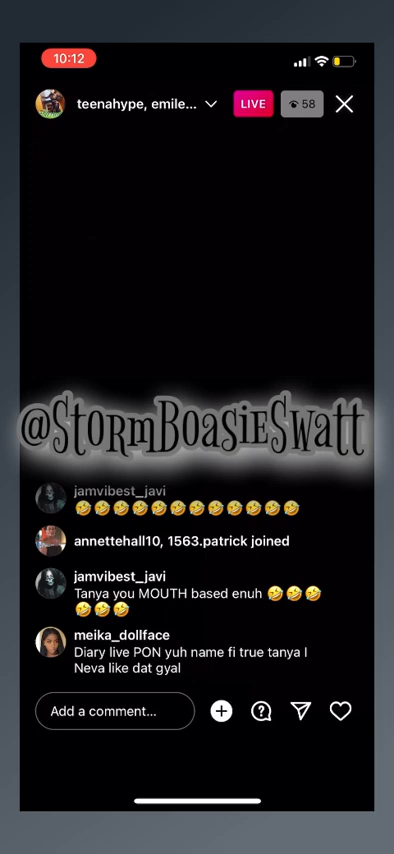 10:12
teenahype, emile...
LIVE
58
@StormBoasieSwatt
jamvibest_javi
🤣🤣🤣🤣🤣🤣🤣🤣🤣🤣🤣🤣
annettehall10, 1563.patrick joined
jamvibest_javi
Tanya you MOUTH based enuh 🤣🤣🤣
🤣🤣🤣
meika_dollface
Diary live PON yuh name fi true tanya I
Neva like dat gyal
Add a comment...